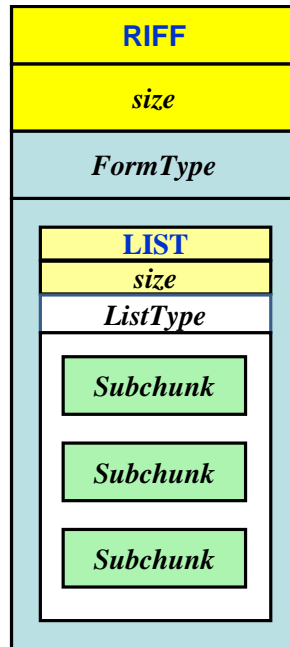 RIFF
size
FormType
LIST
size
ListType
Subchunk
Subchunk
Subchunk